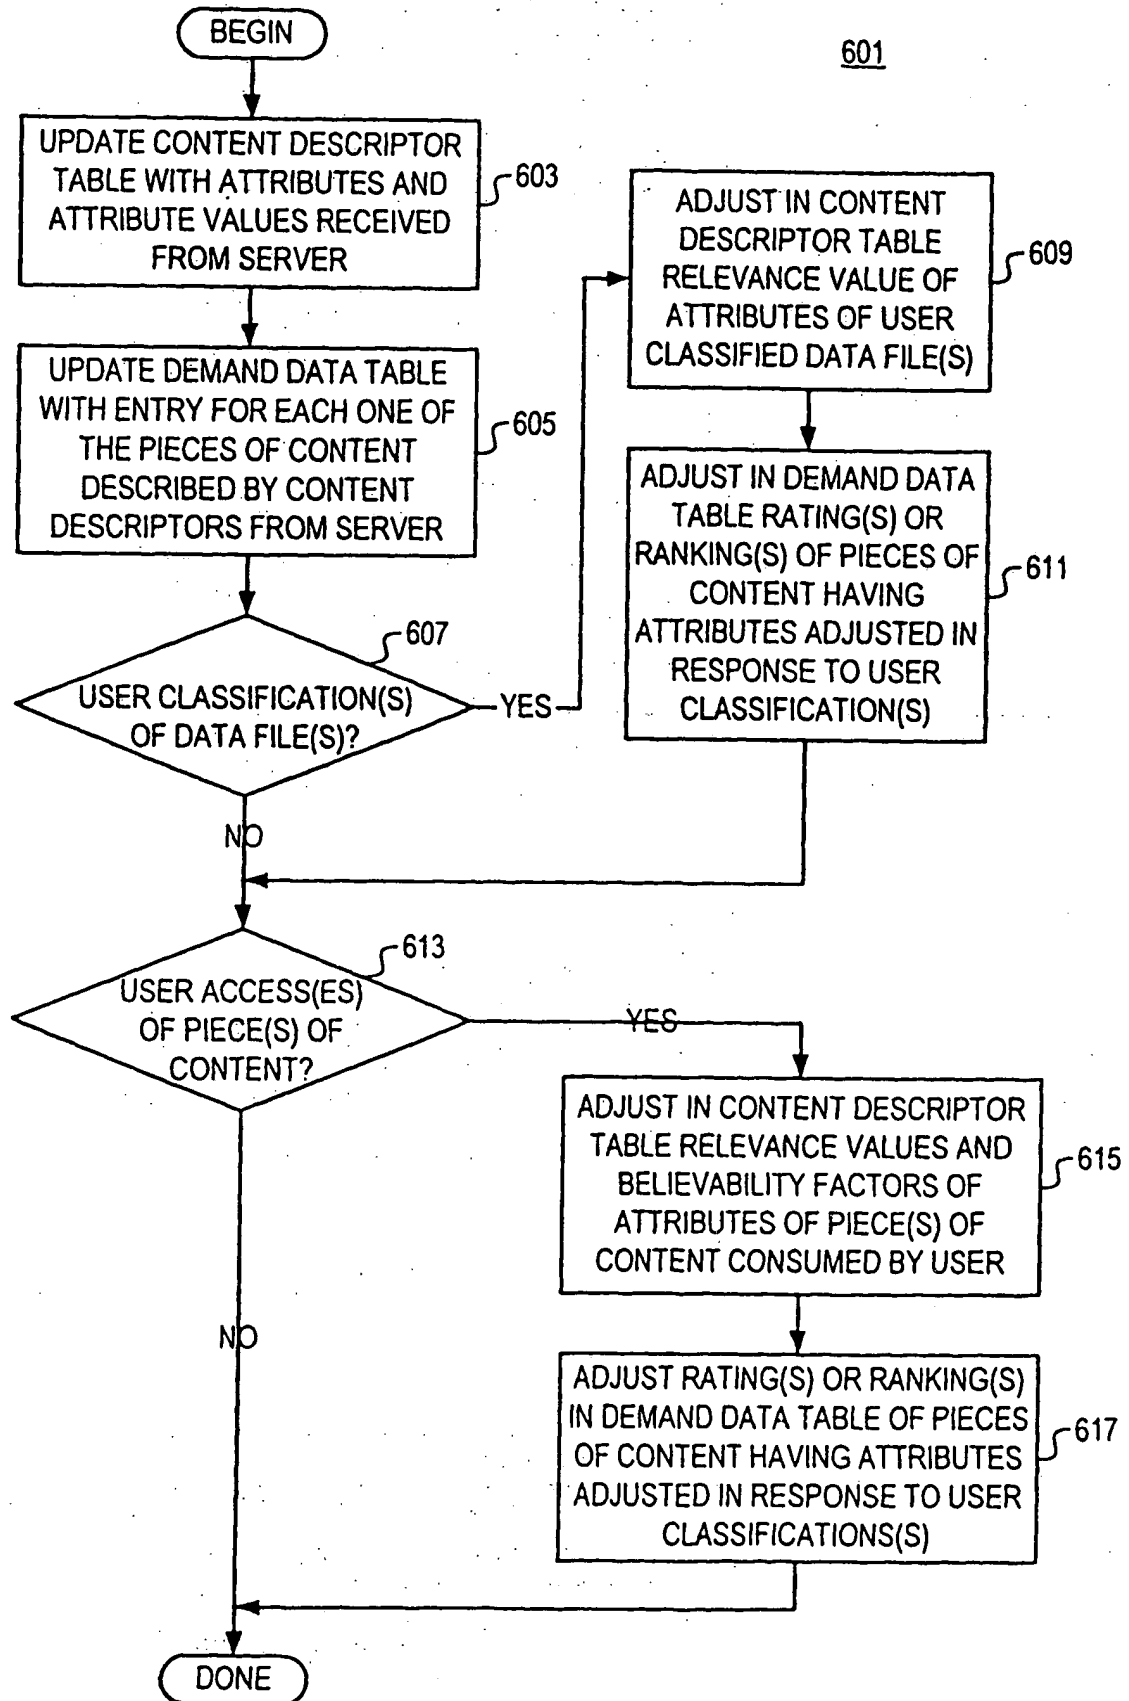 BEGIN
601
UPDATE CONTENT DESCRIPTOR
TABLE WITH ATTRIBUTES AND
ATTRIBUTE VALUES RECEIVED
FROM SERVER
603
UPDATE DEMAND DATA TABLE
WITH ENTRY FOR EACH ONE OF
THE PIECES OF CONTENT
DESCRIBED BY CONTENT
DESCRIPTORS FROM SERVER
605
607
USER CLASSIFICATION(S)
OF DATA FILE(S)?
YES
NO
ADJUST IN CONTENT
DESCRIPTOR TABLE
RELEVANCE VALUE OF
ATTRIBUTES OF USER
CLASSIFIED DATA FILE(S)
609
ADJUST IN DEMAND DATA
TABLE RATING(S) OR
RANKING(S) OF PIECES OF
CONTENT HAVING
ATTRIBUTES ADJUSTED IN
RESPONSE TO USER
CLASSIFICATION(S)
611
613
USER ACCESS(ES)
OF PIECE(S) OF
CONTENT?
YES
NO
ADJUST IN CONTENT DESCRIPTOR
TABLE RELEVANCE VALUES AND
BELIEVABILITY FACTORS OF
ATTRIBUTES OF PIECE(S) OF
CONTENT CONSUMED BY USER
615
ADJUST RATING(S) OR RANKING(S)
IN DEMAND DATA TABLE OF PIECES
OF CONTENT HAVING ATTRIBUTES
ADJUSTED IN RESPONSE TO USER
CLASSIFICATIONS(S)
617
DONE